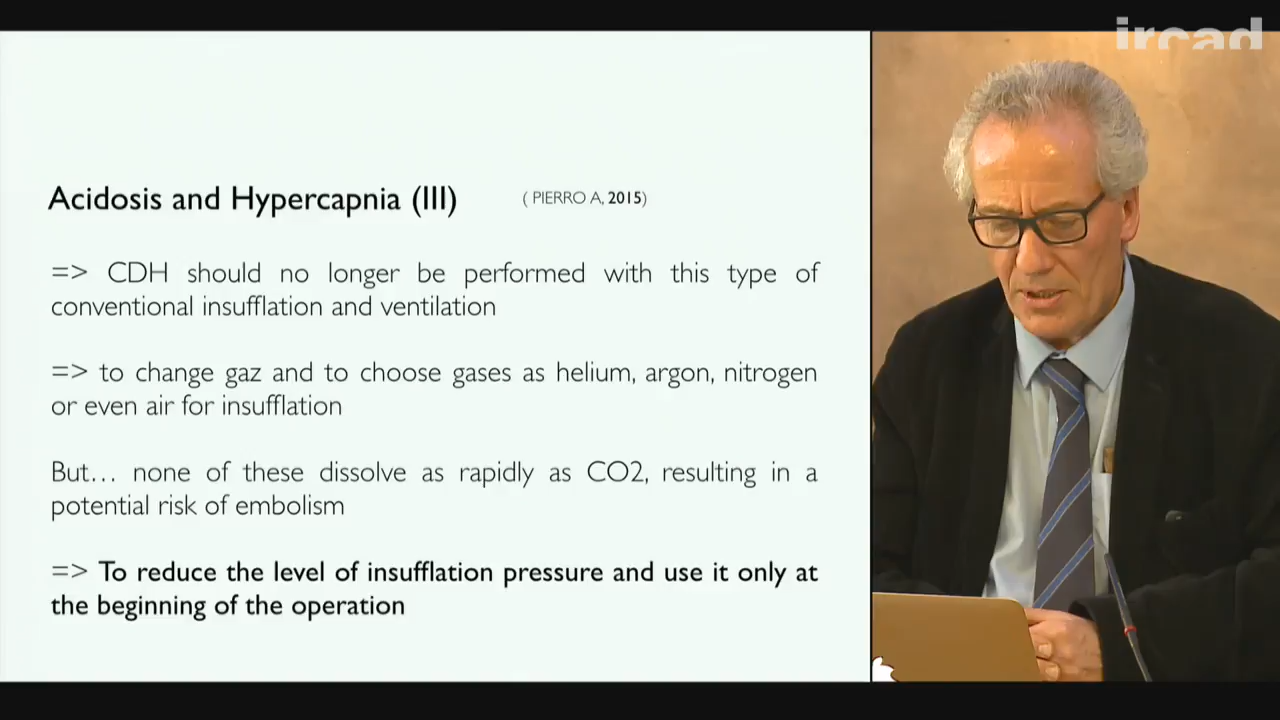 ircad
Acidosis and Hypercapnia (III) ( PIERRO A, 2015)
=> CDH should no longer be performed with this type of
conventional insufflation and ventilation
=> to change gaz and to choose gases as helium, argon, nitrogen
or even air for insufflation
But... none of these dissolve as rapidly as CO2, resulting in a
potential risk of embolism
=> To reduce the level of insufflation pressure and use it only at
the beginning of the operation